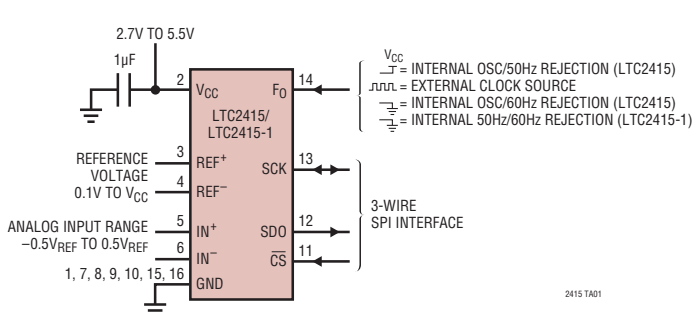 2.7V TO 5.5V
1µF
2
VCC
14
FO
LTC2415/
LTC2415-1
VCC
= INTERNAL OSC/50Hz REJECTION (LTC2415)
= EXTERNAL CLOCK SOURCE
= INTERNAL OSC/60Hz REJECTION (LTC2415)
= INTERNAL 50Hz/60Hz REJECTION (LTC2415-1)
REFERENCE
VOLTAGE
0.1V TO VCC
3
REF+
4
REF−
13
SCK
ANALOG INPUT RANGE
−0.5VREF TO 0.5VREF
5
IN+
6
IN−
12
SDO
11
CS
3-WIRE
SPI INTERFACE
1, 7, 8, 9, 10, 15, 16
GND
2415 TA01